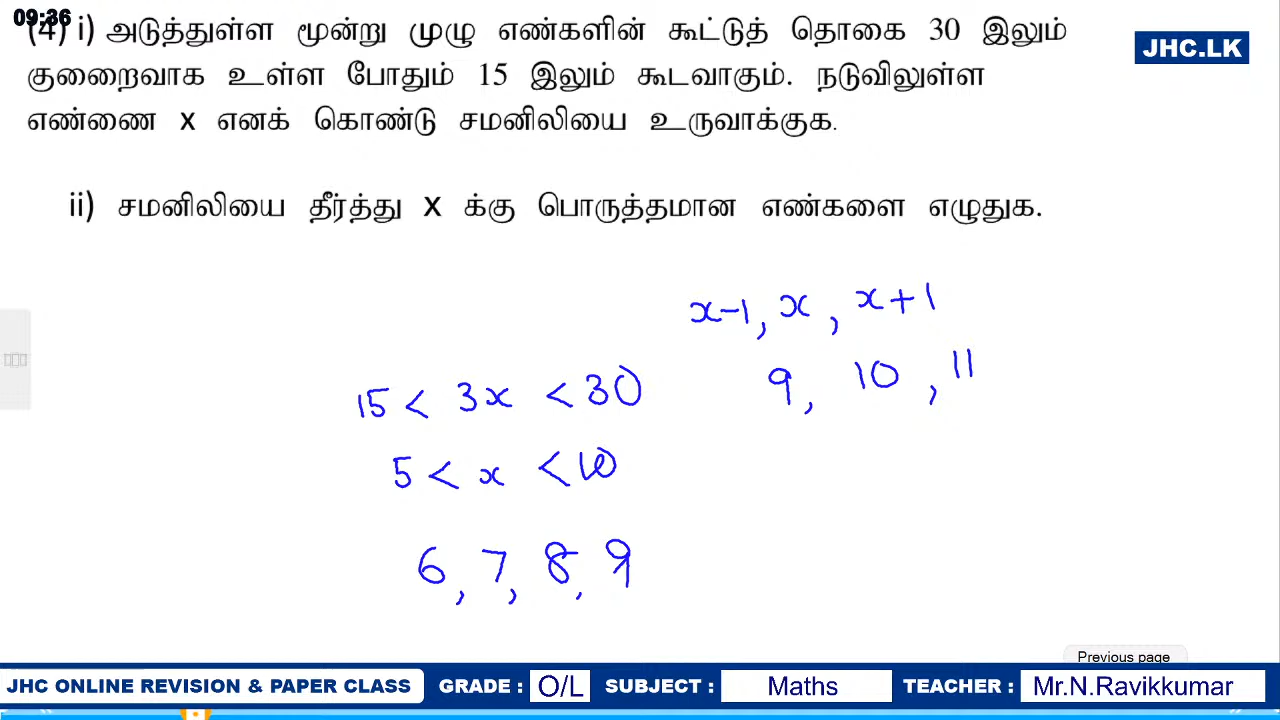 09:36
(4) i) அடுத்துள்ள மூன்று முழு எண்களின் கூட்டுத் தொகை 30 இலும்
JHC.LK
குறைைவாக உள்ள போதும் 15 இலும் கூடவாகும். நடுவிலுள்ள
எண்ணை x எனக் கொண்டு சமனிலியை உருவாக்குக.
ii) சமனிலியை தீர்த்து x க்கு பொருத்தமான எண்களை எழுதுக.
x-1, x, x+1
9, 10, 11
15 < 3x < 30
5 < x < 10
6, 7, 8, 9
Previous page
JHC ONLINE REVISION & PAPER CLASS GRADE : O/L SUBJECT : Maths TEACHER : Mr.N.Ravikkumar